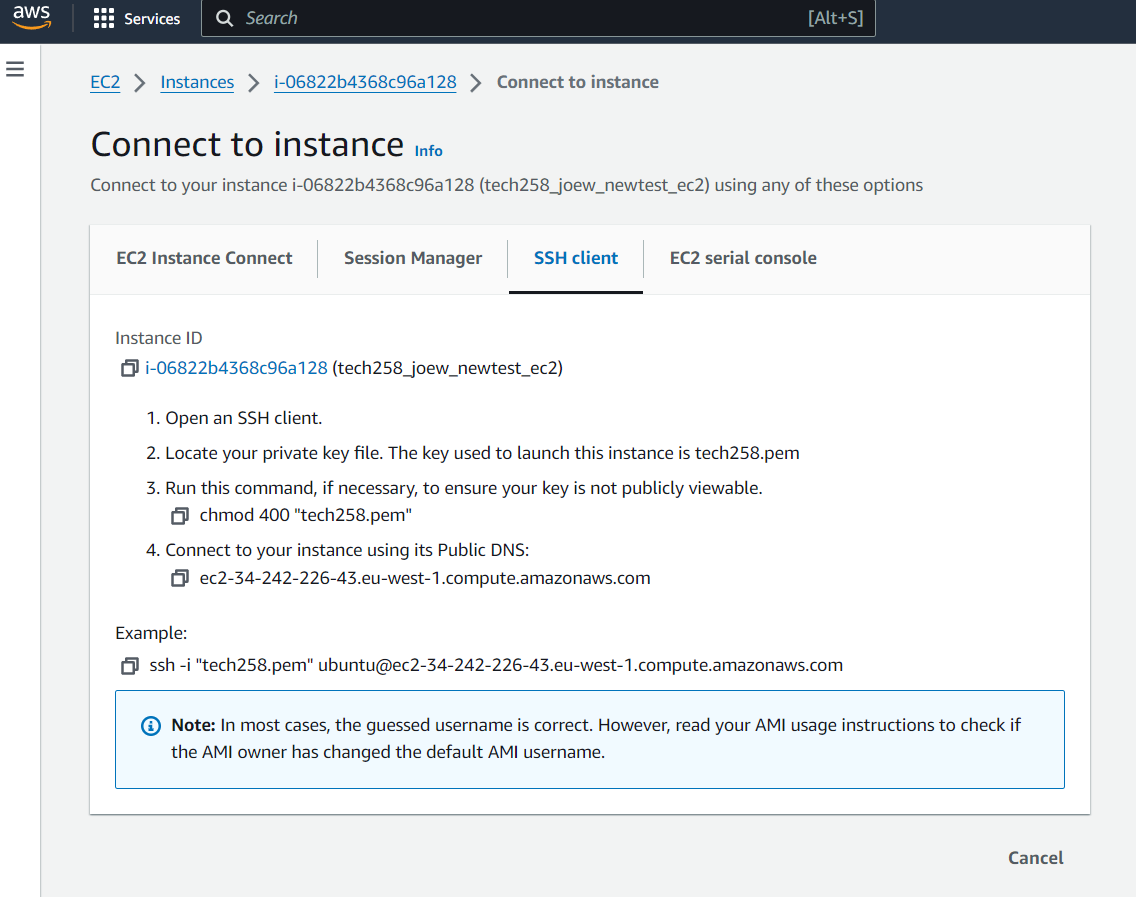 aws Services Search [Alt+S]
EC2 Instances i-06822b4368c96a128 Connect to instance
Connect to instance Info
Connect to your instance i-06822b4368c96a128 (tech258_joew_newtest_ec2) using any of these options
EC2 Instance Connect Session Manager SSH client EC2 serial console
Instance ID
i-06822b4368c96a128 (tech258_joew_newtest_ec2)
1. Open an SSH client.
2. Locate your private key file. The key used to launch this instance is tech258.pem
3. Run this command, if necessary, to ensure your key is not publicly viewable.
chmod 400 "tech258.pem"
4. Connect to your instance using its Public DNS:
ec2-34-242-226-43.eu-west-1.compute.amazonaws.com
Example:
ssh -i "tech258.pem" ubuntu@ec2-34-242-226-43.eu-west-1.compute.amazonaws.com
Note: In most cases, the guessed username is correct. However, read your AMI usage instructions to check if
the AMI owner has changed the default AMI username.
Cancel